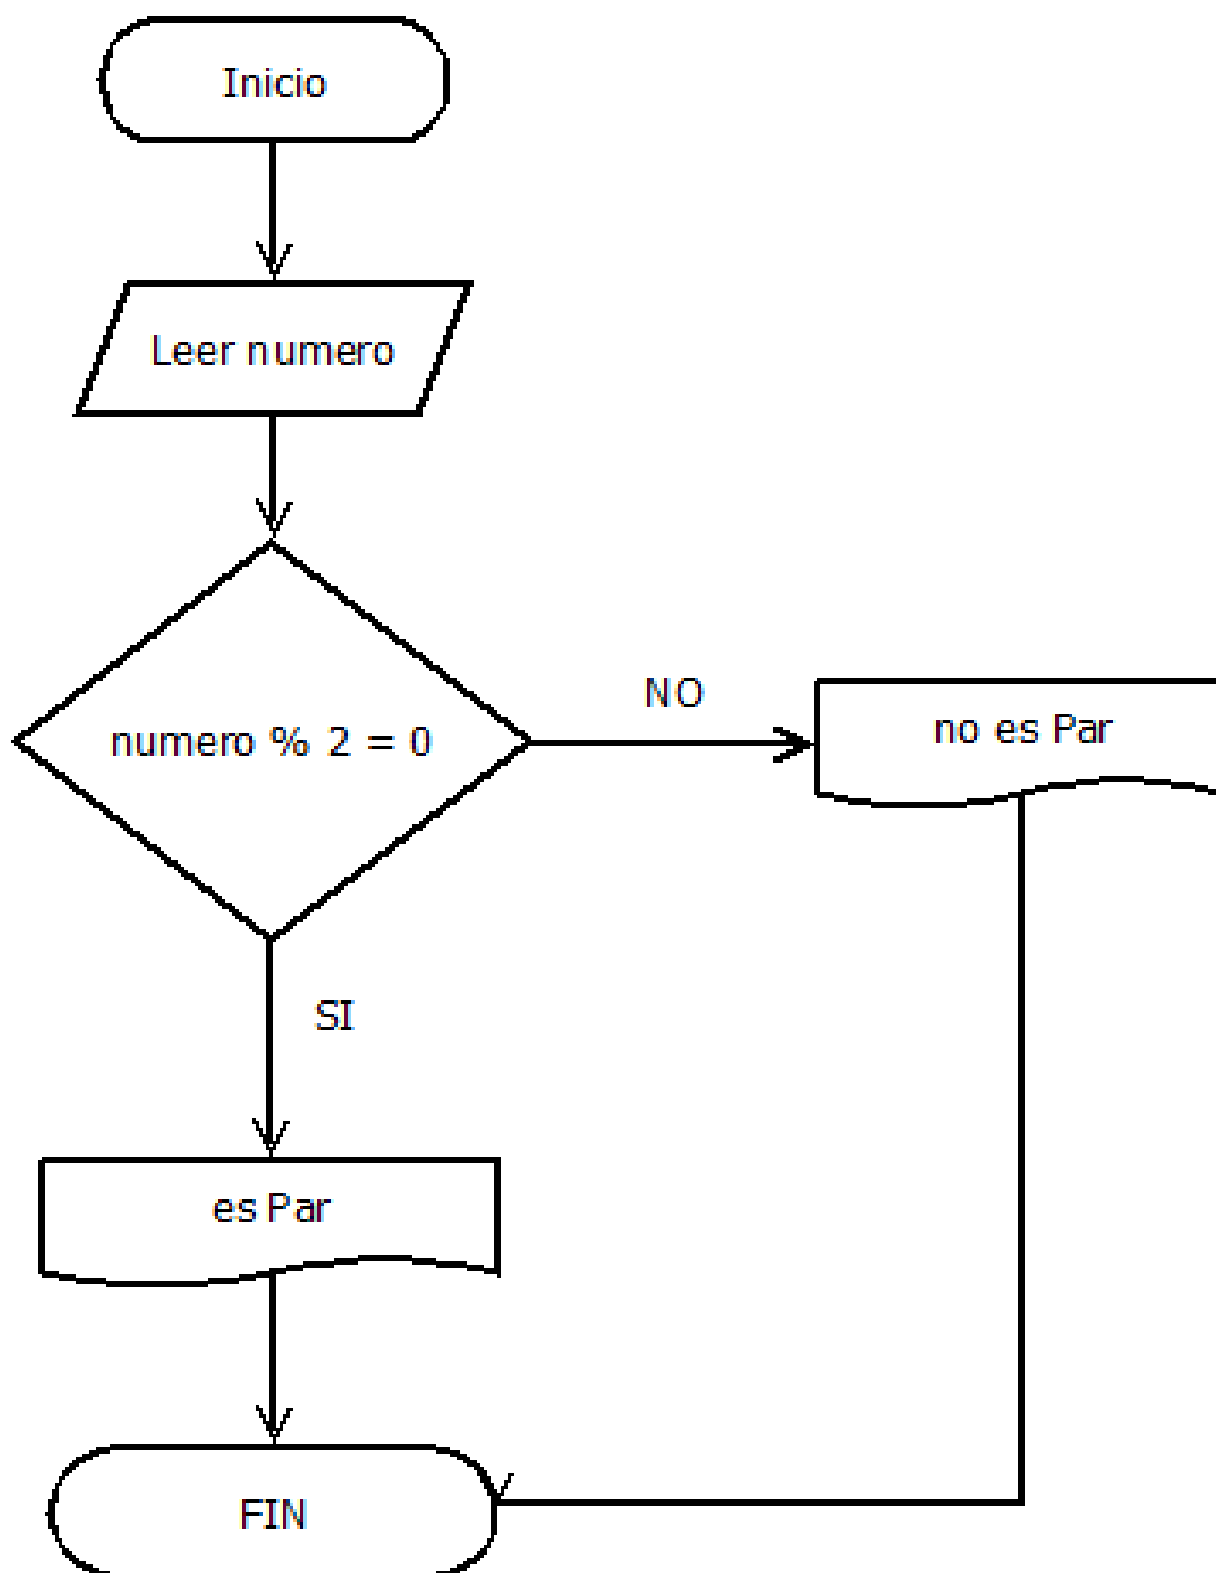 Inicio
Leer numero
numero % 2 = 0
NO
no es Par
SI
es Par
FIN